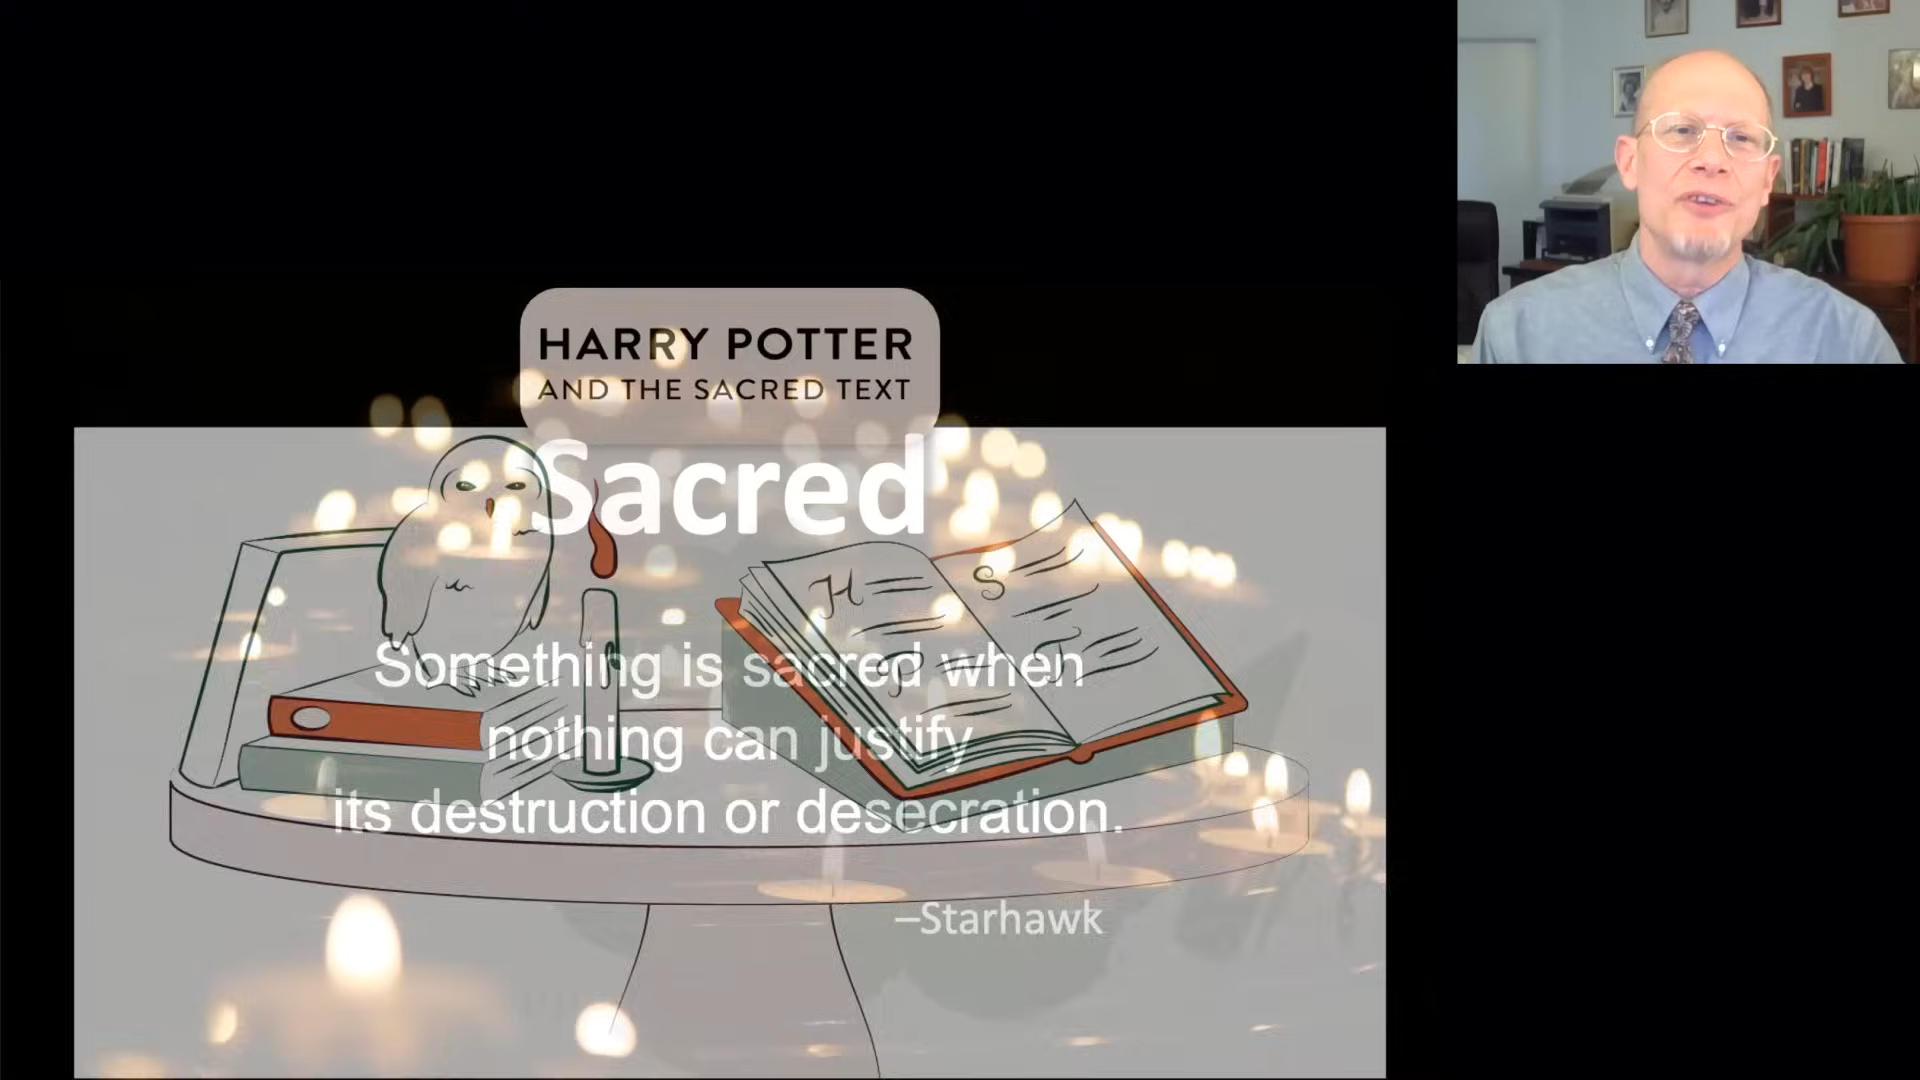 HARRY POTTER
AND THE SACRED TEXT
Sacred
H
S
P
T
Something is sacred when
nothing can justify
its destruction or desecration.
–Starhawk